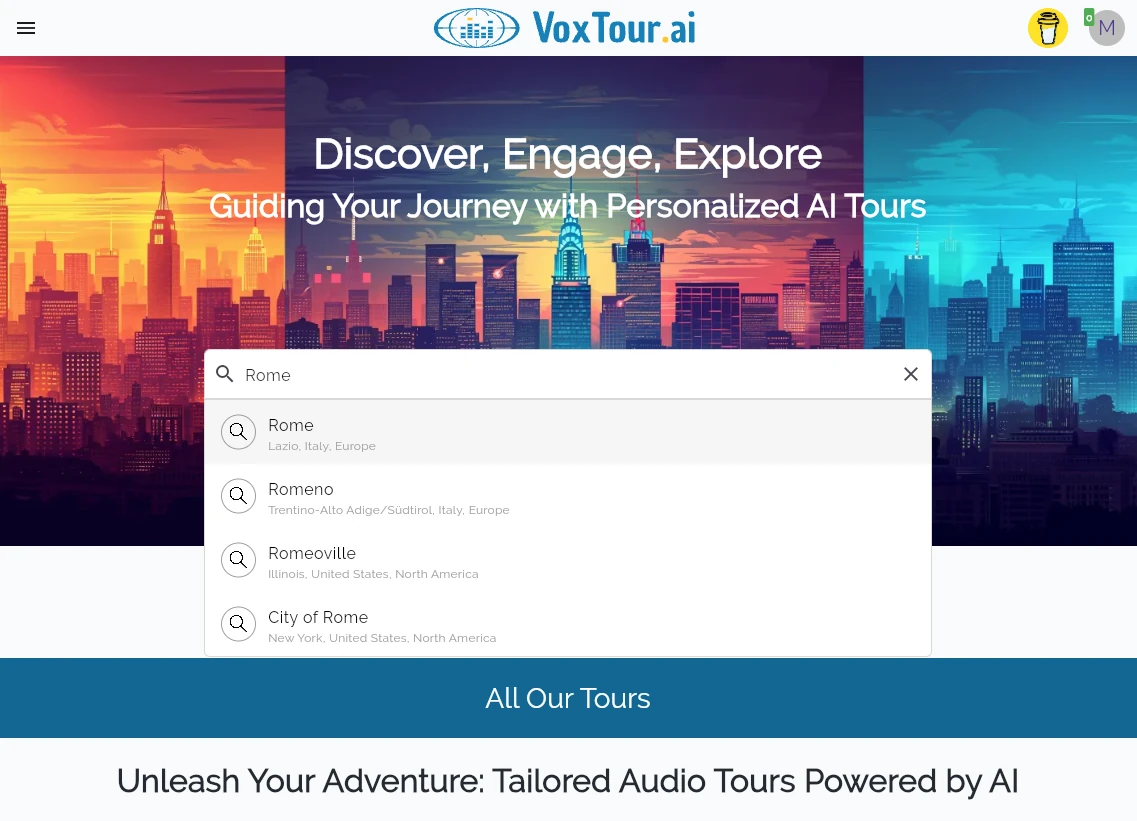 VoxTour.ai
0
M
Discover, Engage, Explore
Guiding Your Journey with Personalized AI Tours
Rome
Rome
Lazio, Italy, Europe
Romeno
Trentino-Alto Adige/Südtirol, Italy, Europe
Romeoville
Illinois, United States, North America
City of Rome
New York, United States, North America
All Our Tours
Unleash Your Adventure: Tailored Audio Tours Powered by AI